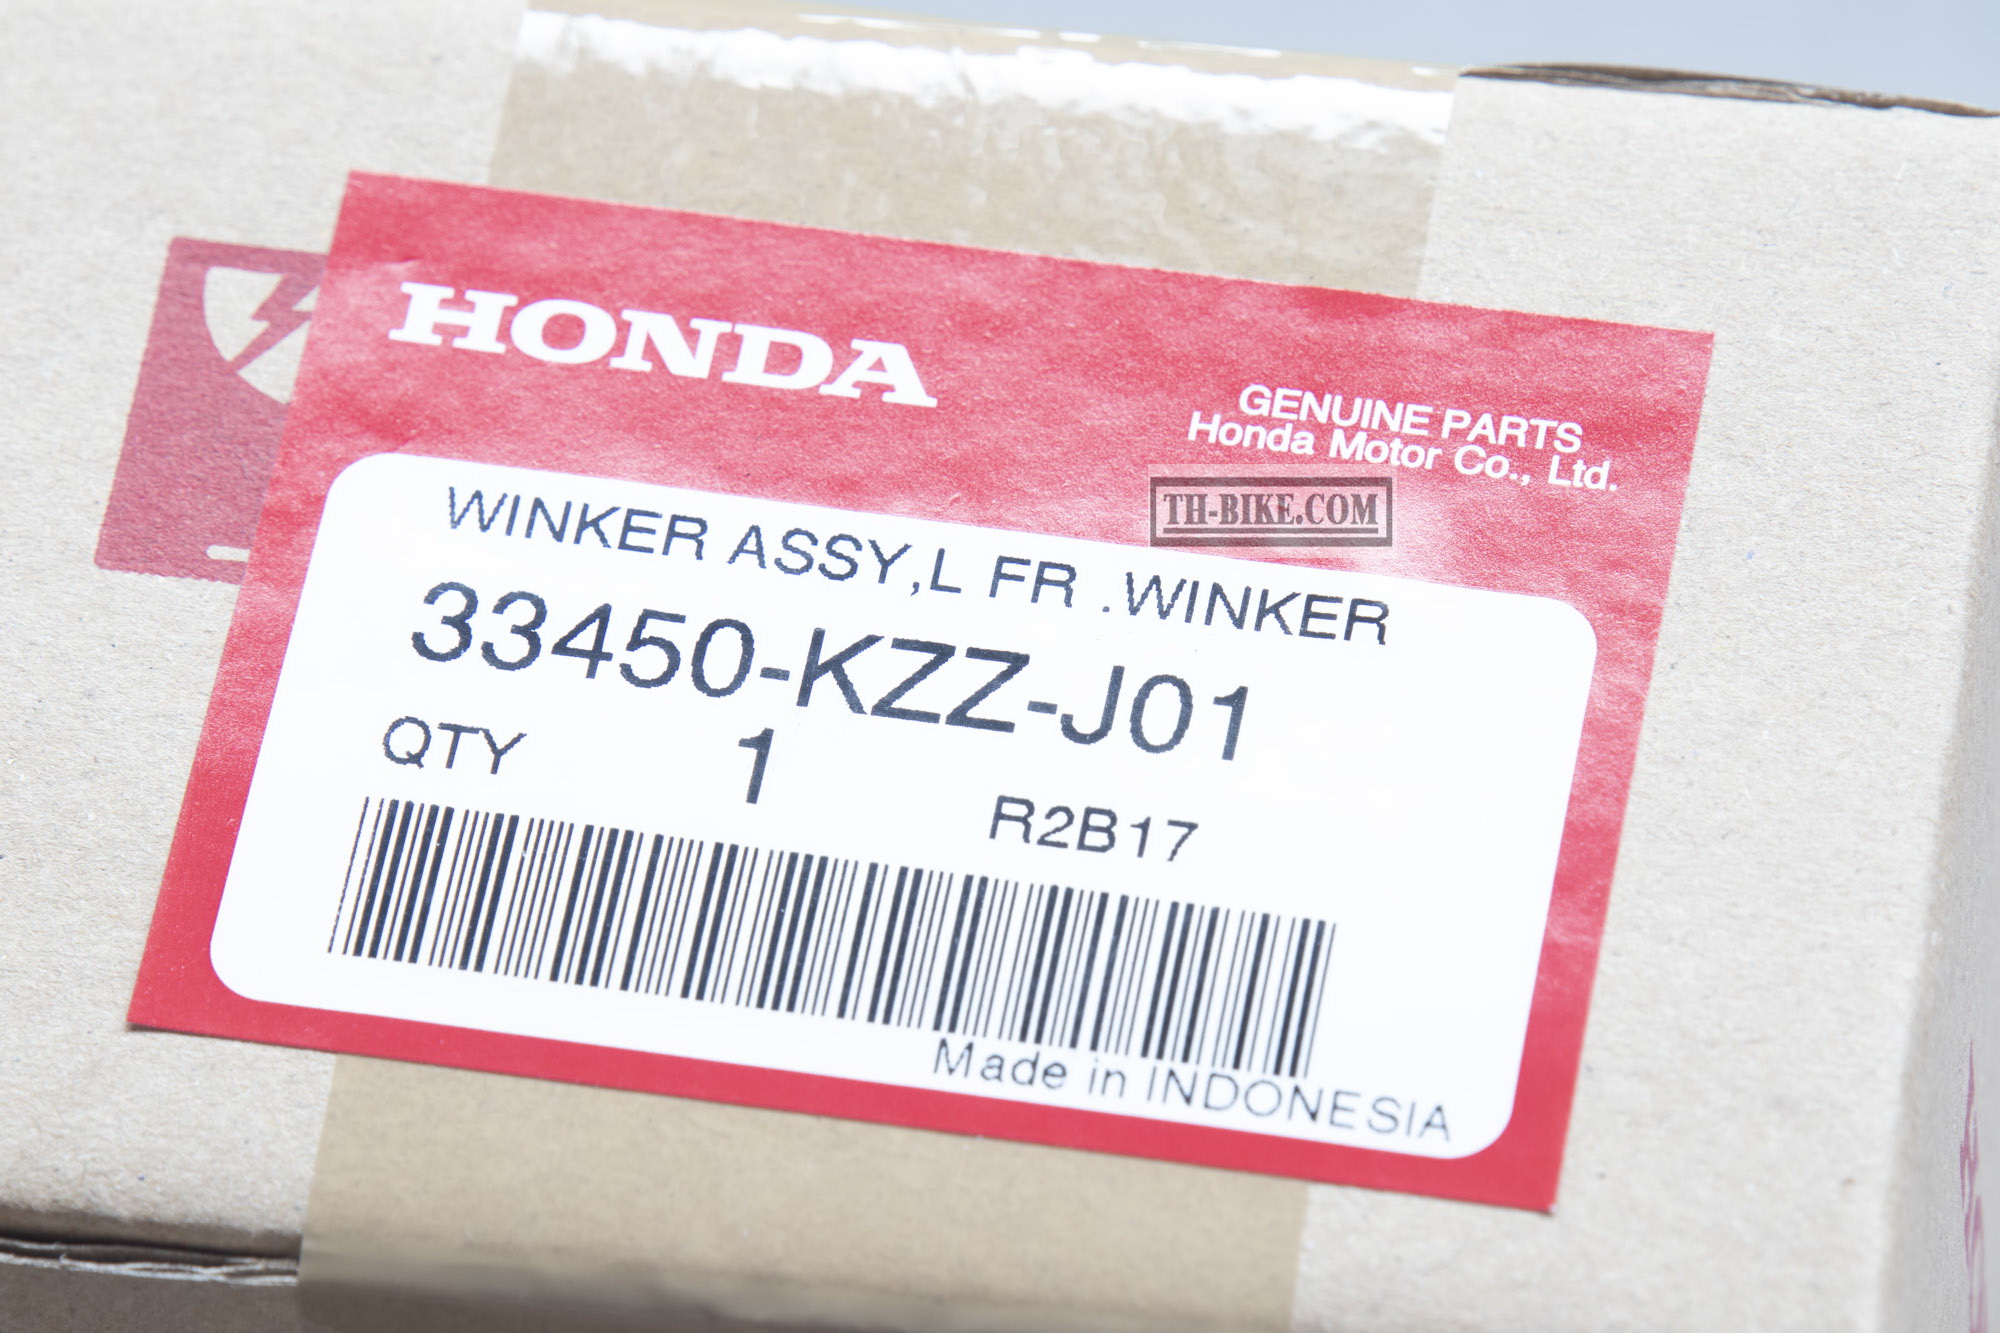 HONDA
GENUINE PARTS
Honda Motor Co., Ltd.
TH-BIKE.COM
WINKER ASSY,L FR .WINKER
33450-KZZ-J01
QTY 1
R2B17
Made in INDONESIA